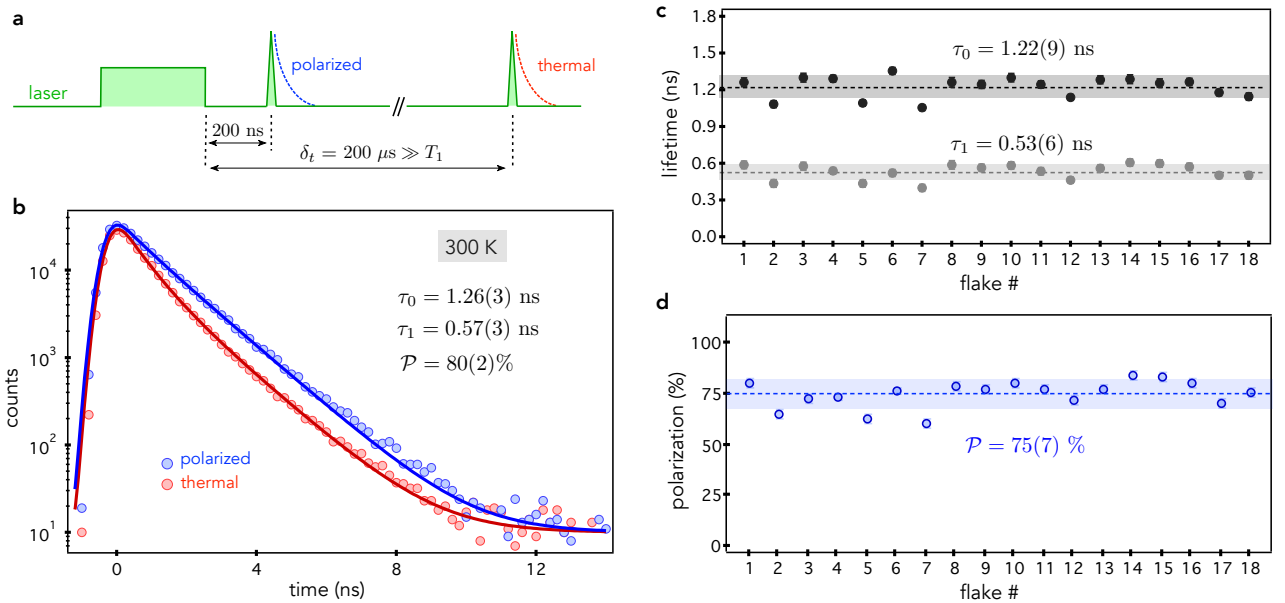 a
laser
polarized
thermal
200 ns
δt = 200 μs ≫ T1
b
counts
10^4
10^3
10^2
10^1
300 K
τ0 = 1.26(3) ns
τ1 = 0.57(3) ns
𝒫 = 80(2)%
polarized
thermal
0 4 8 12
time (ns)
c
lifetime (ns)
1.8
1.5
1.2
0.9
0.6
0.3
0.0
τ0 = 1.22(9) ns
τ1 = 0.53(6) ns
1 2 3 4 5 6 7 8 9 10 11 12 13 14 15 16 17 18
flake #
d
polarization (%)
100
75
50
25
0
𝒫 = 75(7) %
1 2 3 4 5 6 7 8 9 10 11 12 13 14 15 16 17 18
flake #